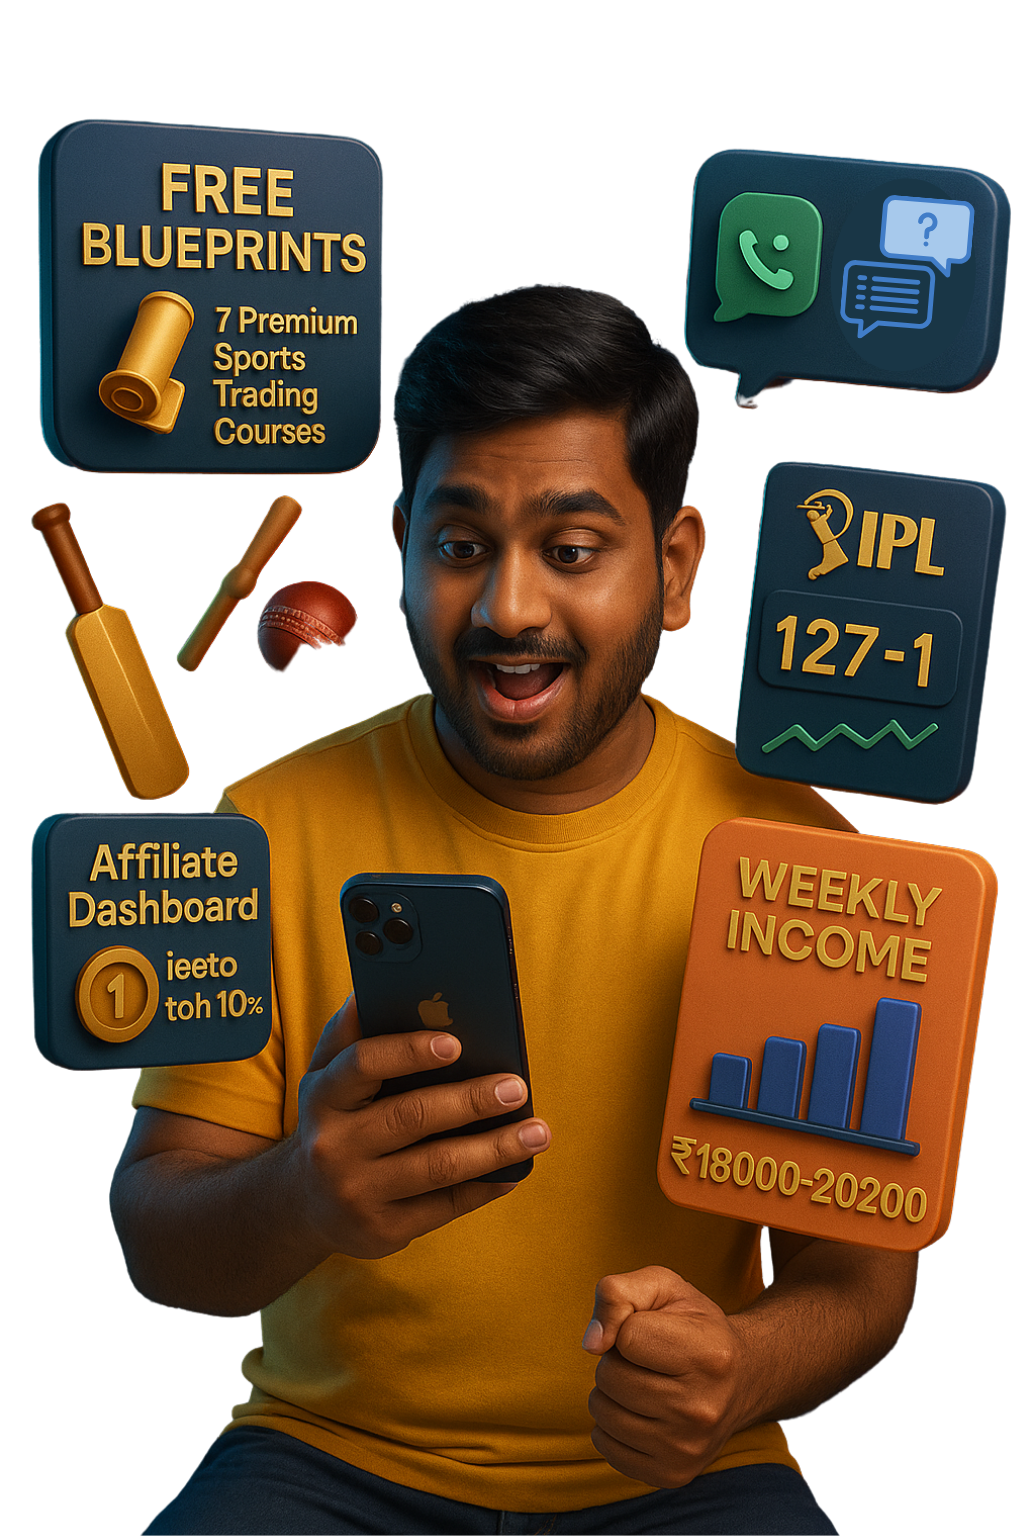 FREE
BLUEPRINTS
7 Premium
Sports
Trading
Courses
?
IPL
127-1
Affiliate
Dashboard
1
ieeto
toh 10%
WEEKLY
INCOME
₹18000-20200